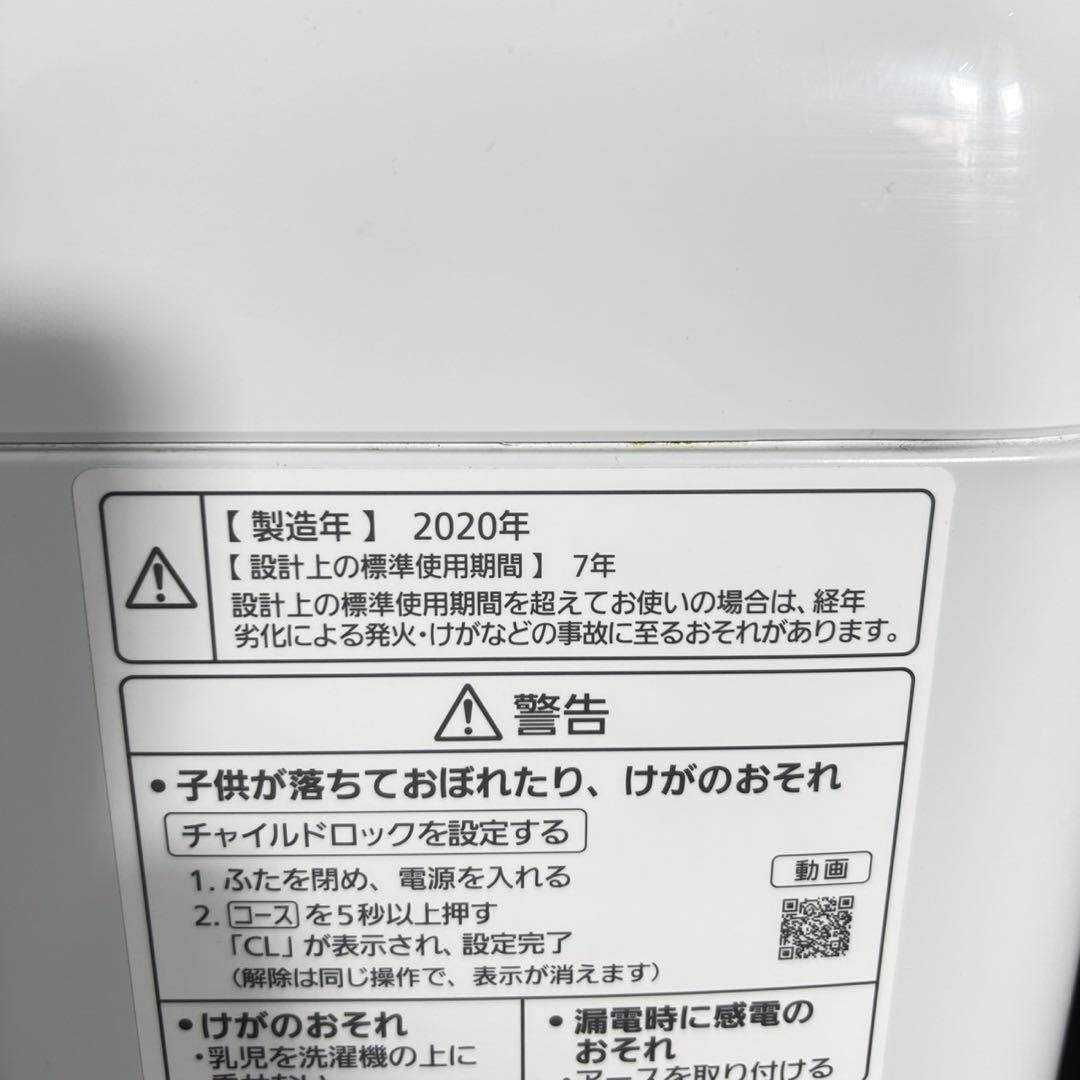 【製造年】 2020年
【設計上の標準使用期間】 7年
設計上の標準使用期間を超えてお使いの場合は、経年
劣化による発火・けがなどの事故に至るおそれがあります。
警告
・子供が落ちておぼれたり、けがのおそれ
チャイルドロックを設定する
1. ふたを閉め、電源を入れる
動画
2. コース を5秒以上押す
「CL」が表示され、設定完了
(解除は同じ操作で、表示が消えます)
・けがのおそれ
・乳児を洗濯機の上に
・漏電時に感電の
おそれ
・アースを取り付ける